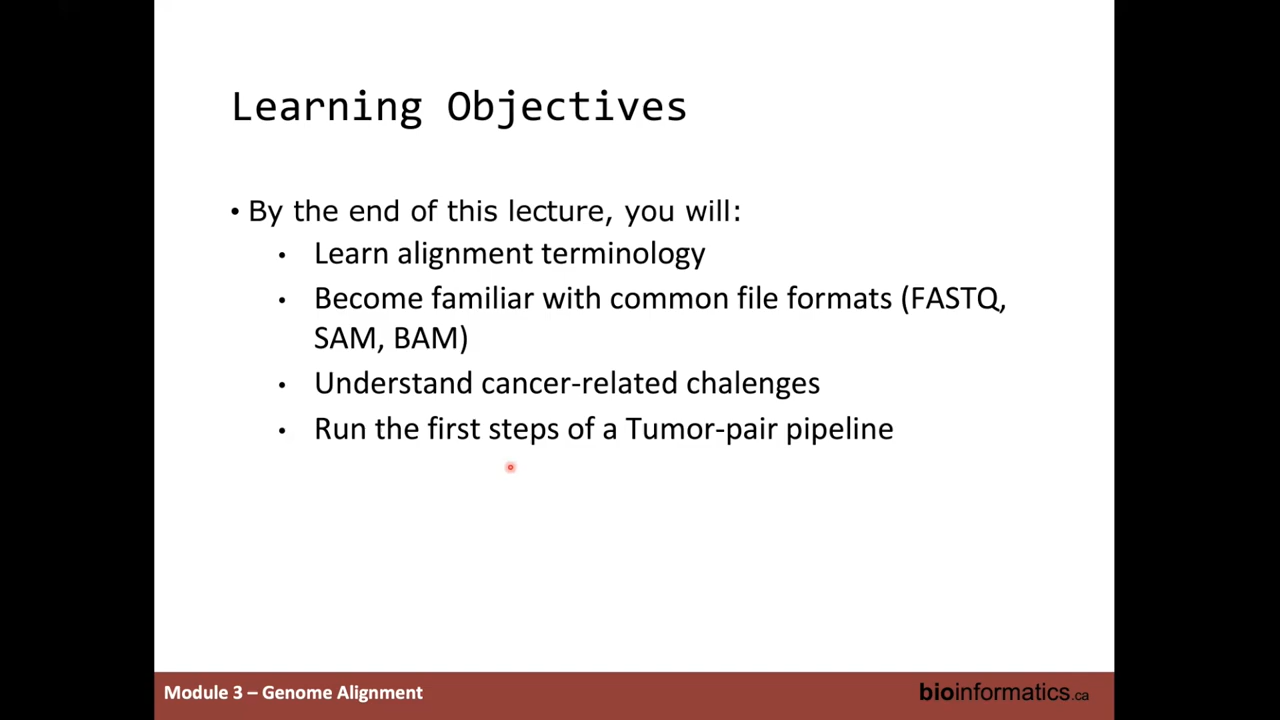 Learning Objectives
• By the end of this lecture, you will:
• Learn alignment terminology
• Become familiar with common file formats (FASTQ,
SAM, BAM)
• Understand cancer-related chalenges
• Run the first steps of a Tumor-pair pipeline
Module 3 – Genome Alignment
bioinformatics.ca